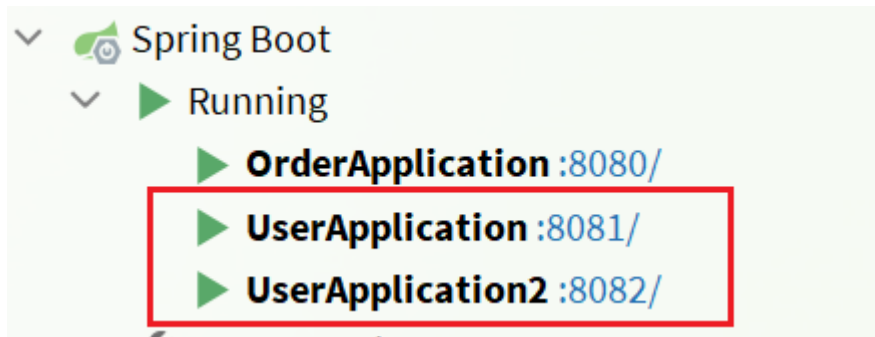 Spring Boot
Running
OrderApplication :8080/
UserApplication :8081/
UserApplication2 :8082/